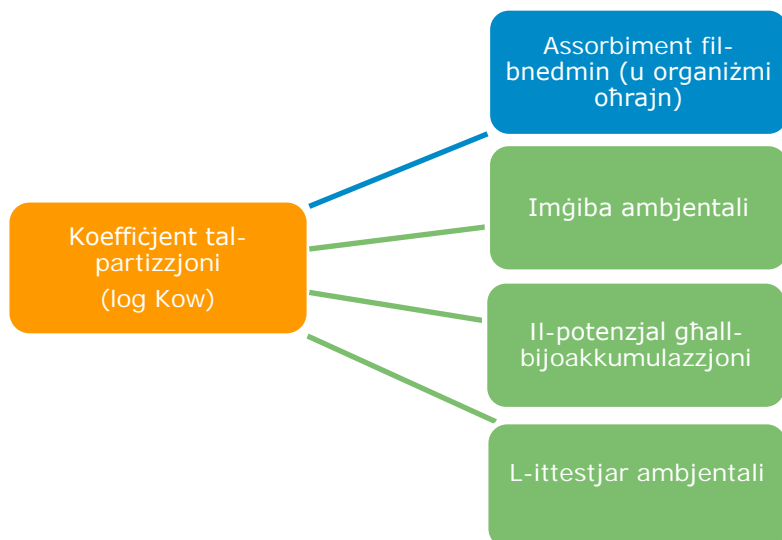 Assorbiment fil-
bnedmin (u organiżmi
oħrajn)
Imġiba ambjentali
Koeffiċjent tal-
partizzjoni
(log Kow)
Il-potenzjal għall-
bijoakkumulazzjoni
L-ittestjar ambjentali